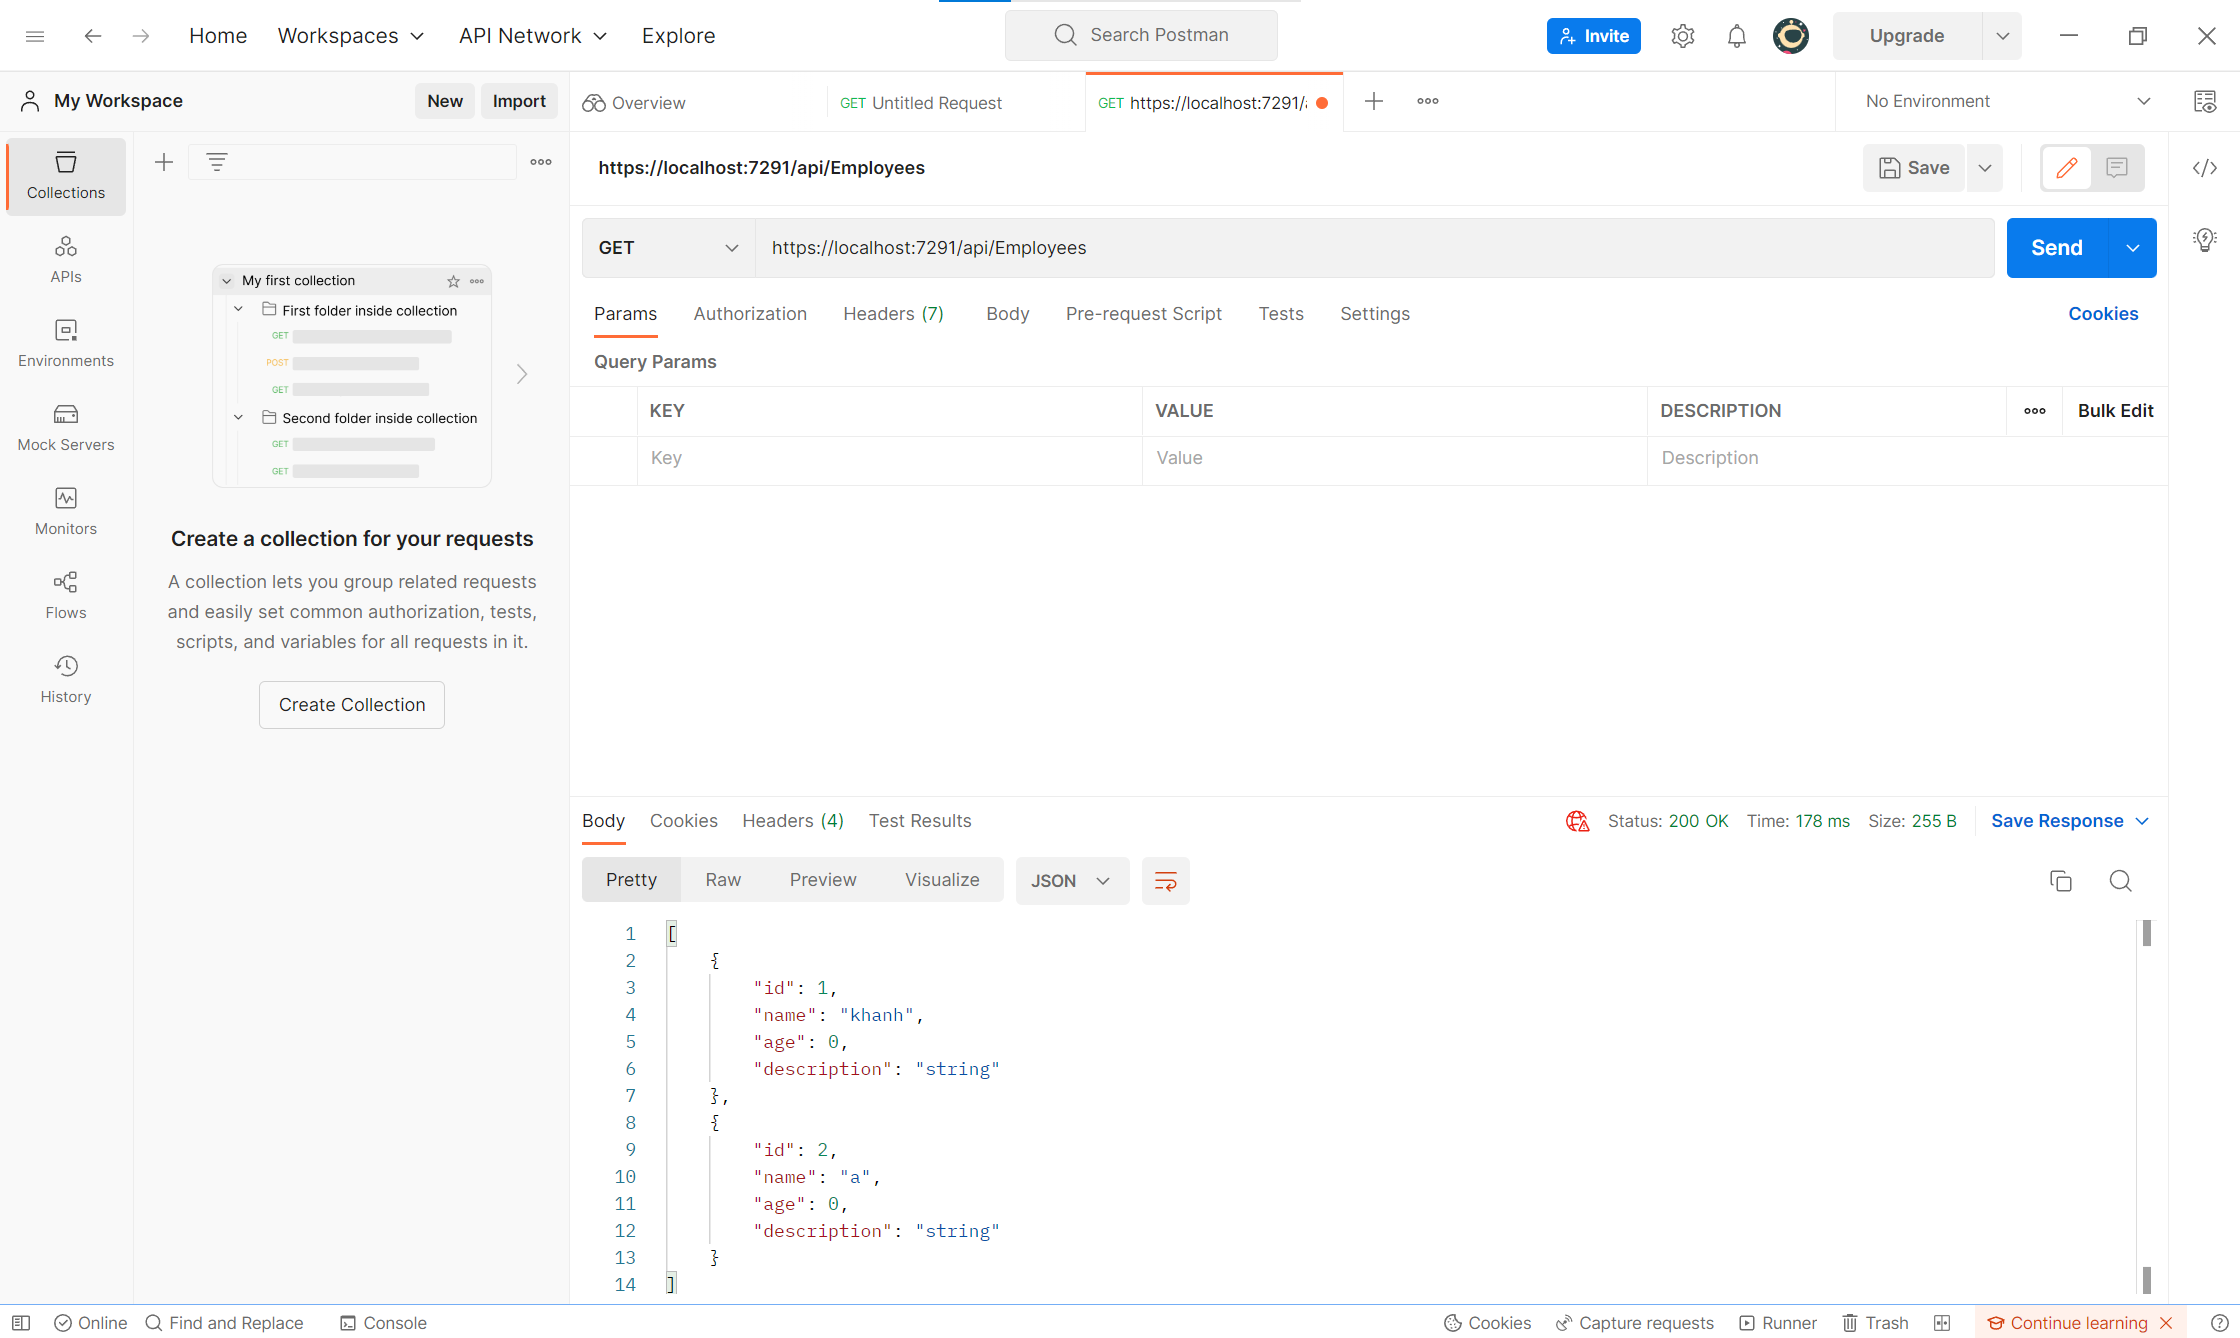 Home Workspaces API Network Explore Search Postman Invite Upgrade
My Workspace New Import Overview GET Untitled Request GET https://localhost:7291/ No Environment
Collections
APIs
Environments
Mock Servers
Monitors
Flows
History
My first collection
First folder inside collection
GET
POST
GET
Second folder inside collection
GET
GET
Create a collection for your requests
A collection lets you group related requests
and easily set common authorization, tests,
scripts, and variables for all requests in it.
Create Collection
https://localhost:7291/api/Employees Save
GET https://localhost:7291/api/Employees Send
Params Authorization Headers (7) Body Pre-request Script Tests Settings Cookies
Query Params
KEY VALUE DESCRIPTION Bulk Edit
Key Value Description
Body Cookies Headers (4) Test Results Status: 200 OK Time: 178 ms Size: 255 B Save Response
Pretty Raw Preview Visualize JSON
1 [
2 {
3 "id": 1,
4 "name": "khanh",
5 "age": 0,
6 "description": "string"
7 },
8 {
9 "id": 2,
10 "name": "a",
11 "age": 0,
12 "description": "string"
13 }
14 ]
Online Find and Replace Console Cookies Capture requests Runner Trash Continue learning